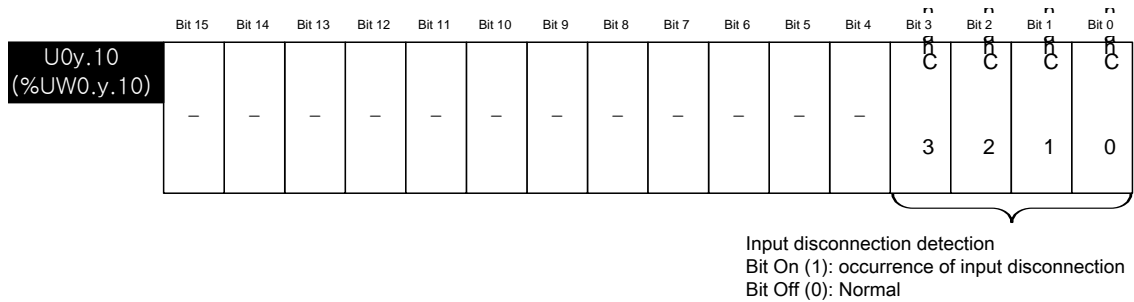 Bit 15 Bit 14 Bit 13 Bit 12 Bit 11 Bit 10 Bit 9 Bit 8 Bit 7 Bit 6 Bit 5 Bit 4 Bit 3 Bit 2 Bit 1 Bit 0
U0y.10
(%UW0.y.10)
– – – – – – – – – – – – 3 2 1 0
Input disconnection detection
Bit On (1): occurrence of input disconnection
Bit Off (0): Normal